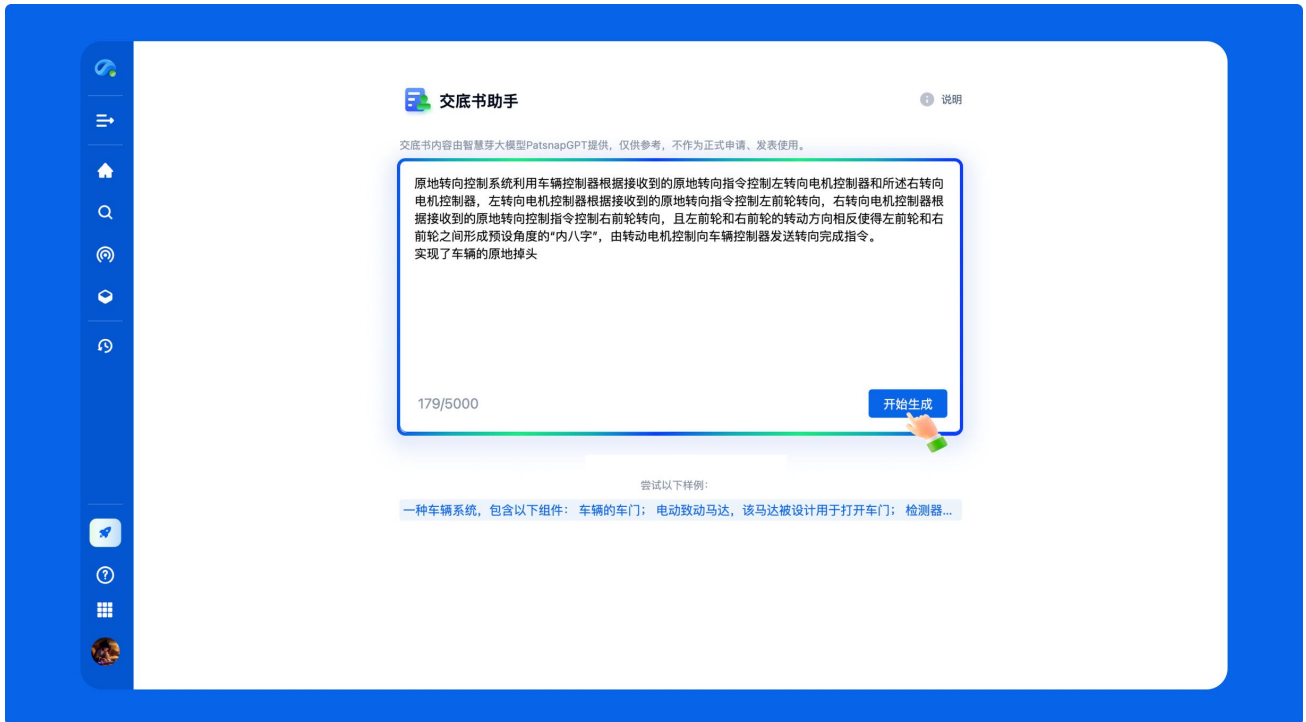 交底书助手
说明
交底书内容由智慧芽大模型PatsnapGPT提供，仅供参考，不作为正式申请、发表使用。
原地转向控制系统利用车辆控制器根据接收到的原地转向指令控制左转向电机控制器和所述右转向
电机控制器，左转向电机控制器根据接收到的原地转向指令控制左前轮转向，右转向电机控制器根
据接收到的原地转向控制指令控制右前轮转向，且左前轮和右前轮的转动方向相反使得左前轮和右
前轮之间形成预设角度的“内八字”，由转动电机控制向车辆控制器发送转向完成指令。
实现了车辆的原地掉头
179/5000
开始生成
尝试以下样例：
一种车辆系统，包含以下组件： 车辆的车门； 电动致动马达，该马达被设计用于打开车门； 检测器...